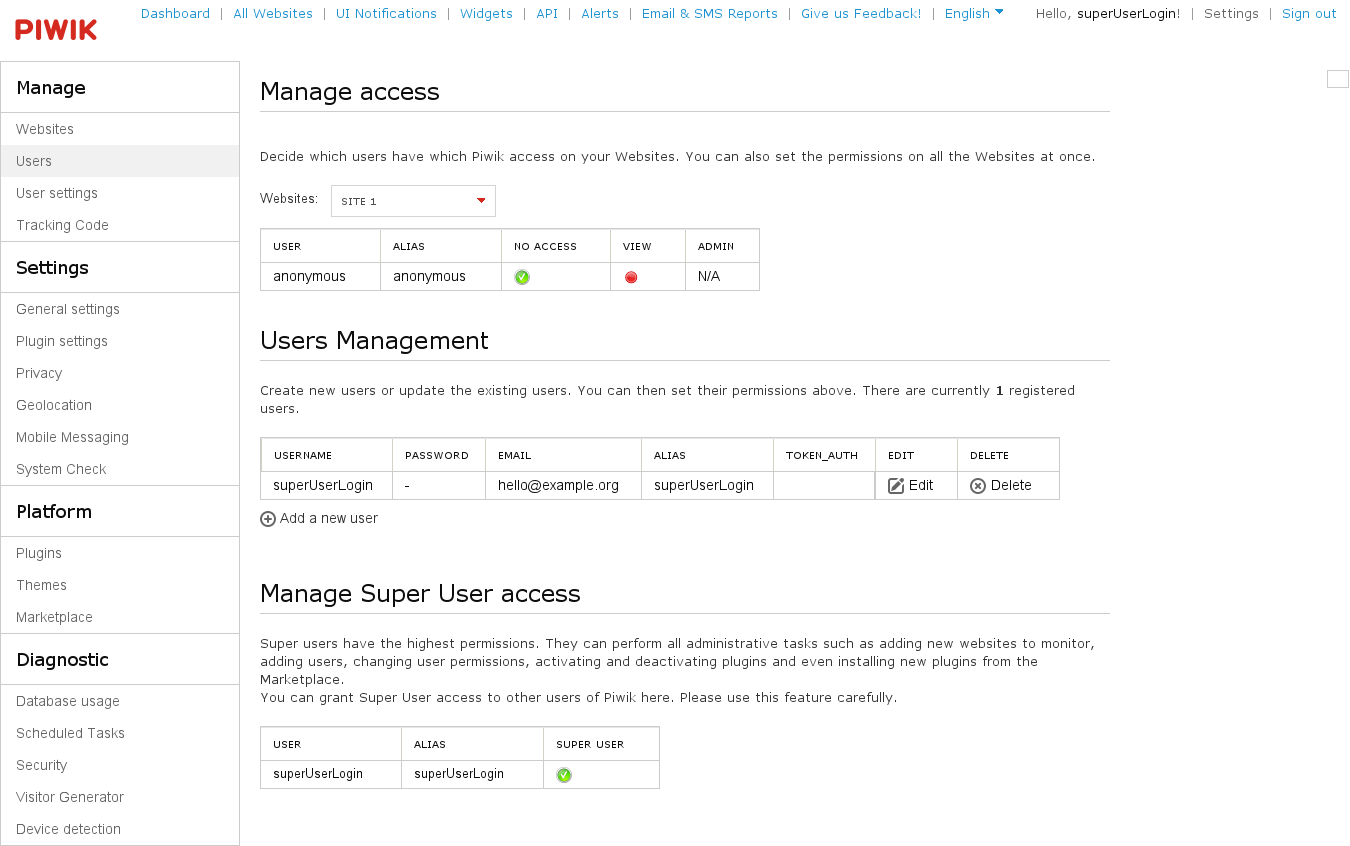 PIWIK
Dashboard | All Websites | UI Notifications | Widgets | API | Alerts | Email & SMS Reports | Give us Feedback! | English Hello, superUserLogin! | Settings | Sign out
Manage
Websites
Users
User settings
Tracking Code
Settings
General settings
Plugin settings
Privacy
Geolocation
Mobile Messaging
System Check
Platform
Plugins
Themes
Marketplace
Diagnostic
Database usage
Scheduled Tasks
Security
Visitor Generator
Device detection
Manage access
Decide which users have which Piwik access on your Websites. You can also set the permissions on all the Websites at once.
Websites: SITE 1
USER ALIAS NO ACCESS VIEW ADMIN
anonymous anonymous N/A
Users Management
Create new users or update the existing users. You can then set their permissions above. There are currently 1 registered
users.
USERNAME PASSWORD EMAIL ALIAS TOKEN_AUTH EDIT DELETE
superUserLogin - hello@example.org superUserLogin Edit Delete
Add a new user
Manage Super User access
Super users have the highest permissions. They can perform all administrative tasks such as adding new websites to monitor,
adding users, changing user permissions, activating and deactivating plugins and even installing new plugins from the
Marketplace.
You can grant Super User access to other users of Piwik here. Please use this feature carefully.
USER ALIAS SUPER USER
superUserLogin superUserLogin